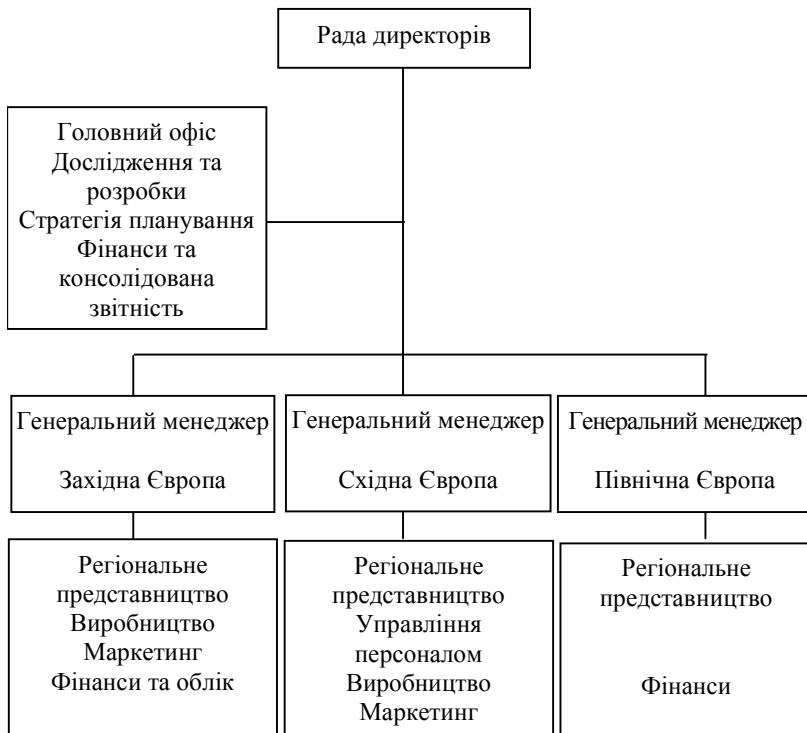 Рада директорів
Головний офіс
Дослідження та
розробки
Стратегія планування
Фінанси та
консолідована
звітність
Генеральний менеджер
Західна Європа
Генеральний менеджер
Східна Європа
Генеральний менеджер
Північна Європа
Регіональне
представництво
Виробництво
Маркетинг
Фінанси та облік
Регіональне
представництво
Управління
персоналом
Виробництво
Маркетинг
Регіональне
представництво
Фінанси